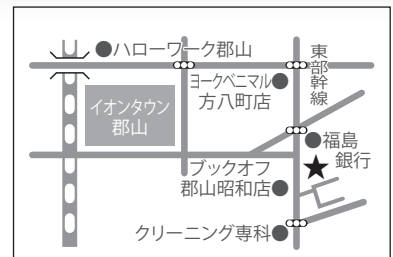 ハローワーク郡山
東部幹線
ヨークベニマル
方八町店
イオンタウン
郡山
福島
銀行
ブックオフ
郡山昭和店
クリーニング専科